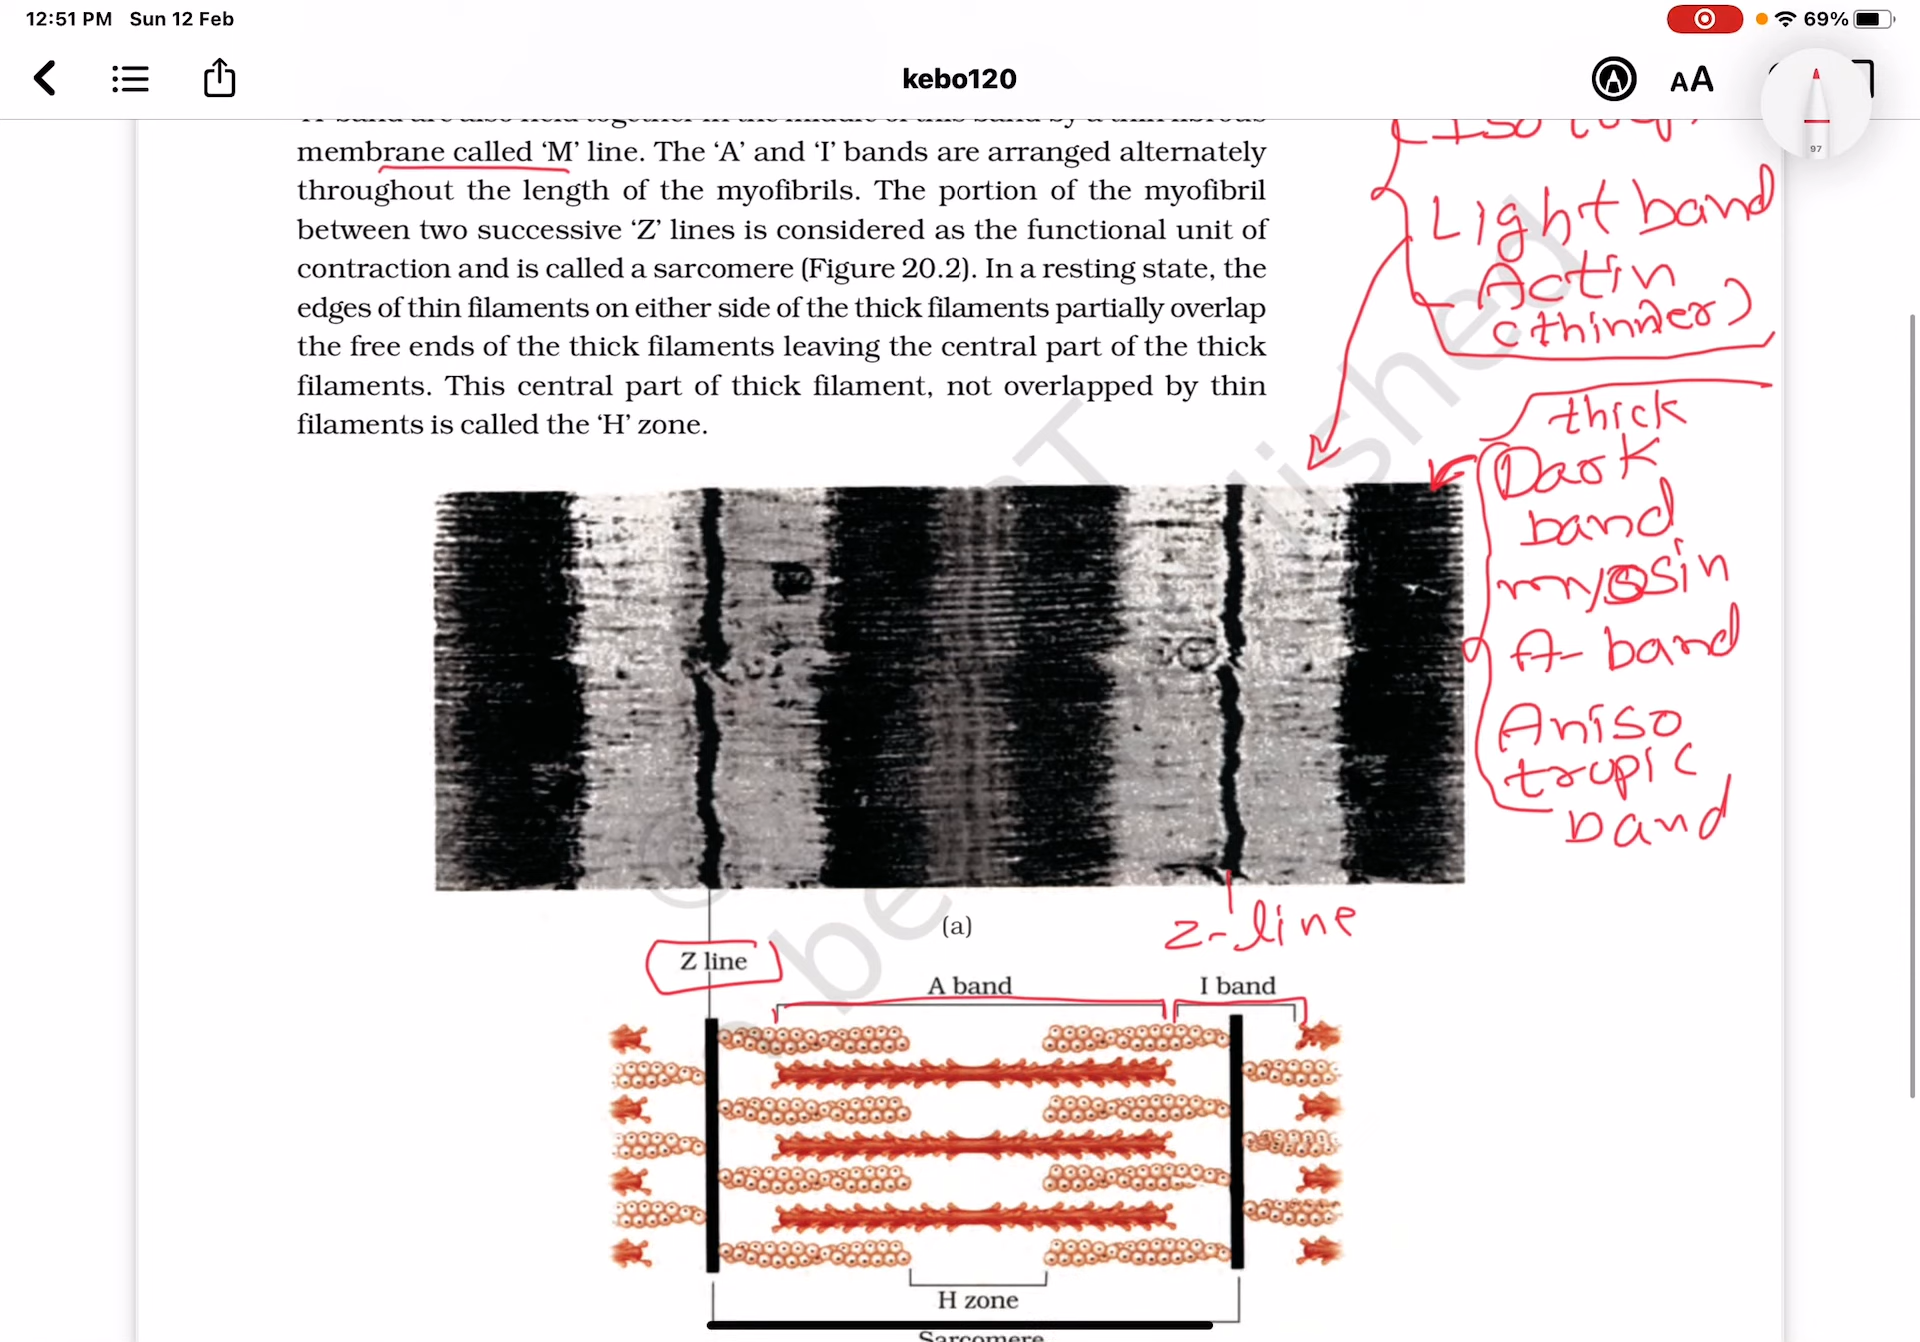 12:51 PM Sun 12 Feb
69%
kebo120
AA
97
membrane called ‘M’ line. The ‘A’ and ‘I’ bands are arranged alternately
throughout the length of the myofibrils. The portion of the myofibril
between two successive ‘Z’ lines is considered as the functional unit of
contraction and is called a sarcomere (Figure 20.2). In a resting state, the
edges of thin filaments on either side of the thick filaments partially overlap
the free ends of the thick filaments leaving the central part of the thick
filaments. This central part of thick filament, not overlapped by thin
filaments is called the ‘H’ zone.
Light band
Actin
(thinner)
thick
Dark
band
myosin
A- band
Aniso
tropic
band
(a)
Z-line
Z line
A band
I band
H zone
Sarcomere